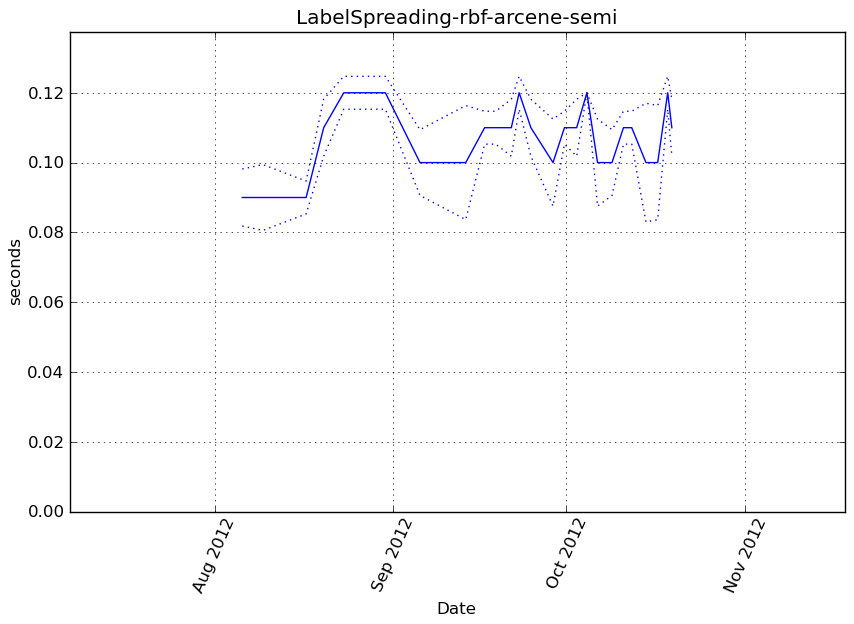 LabelSpreading-rbf-arcene-semi
0.12
0.10
0.08
0.06
0.04
0.02
0.00
seconds
Aug 2012
Sep 2012
Oct 2012
Nov 2012
Date